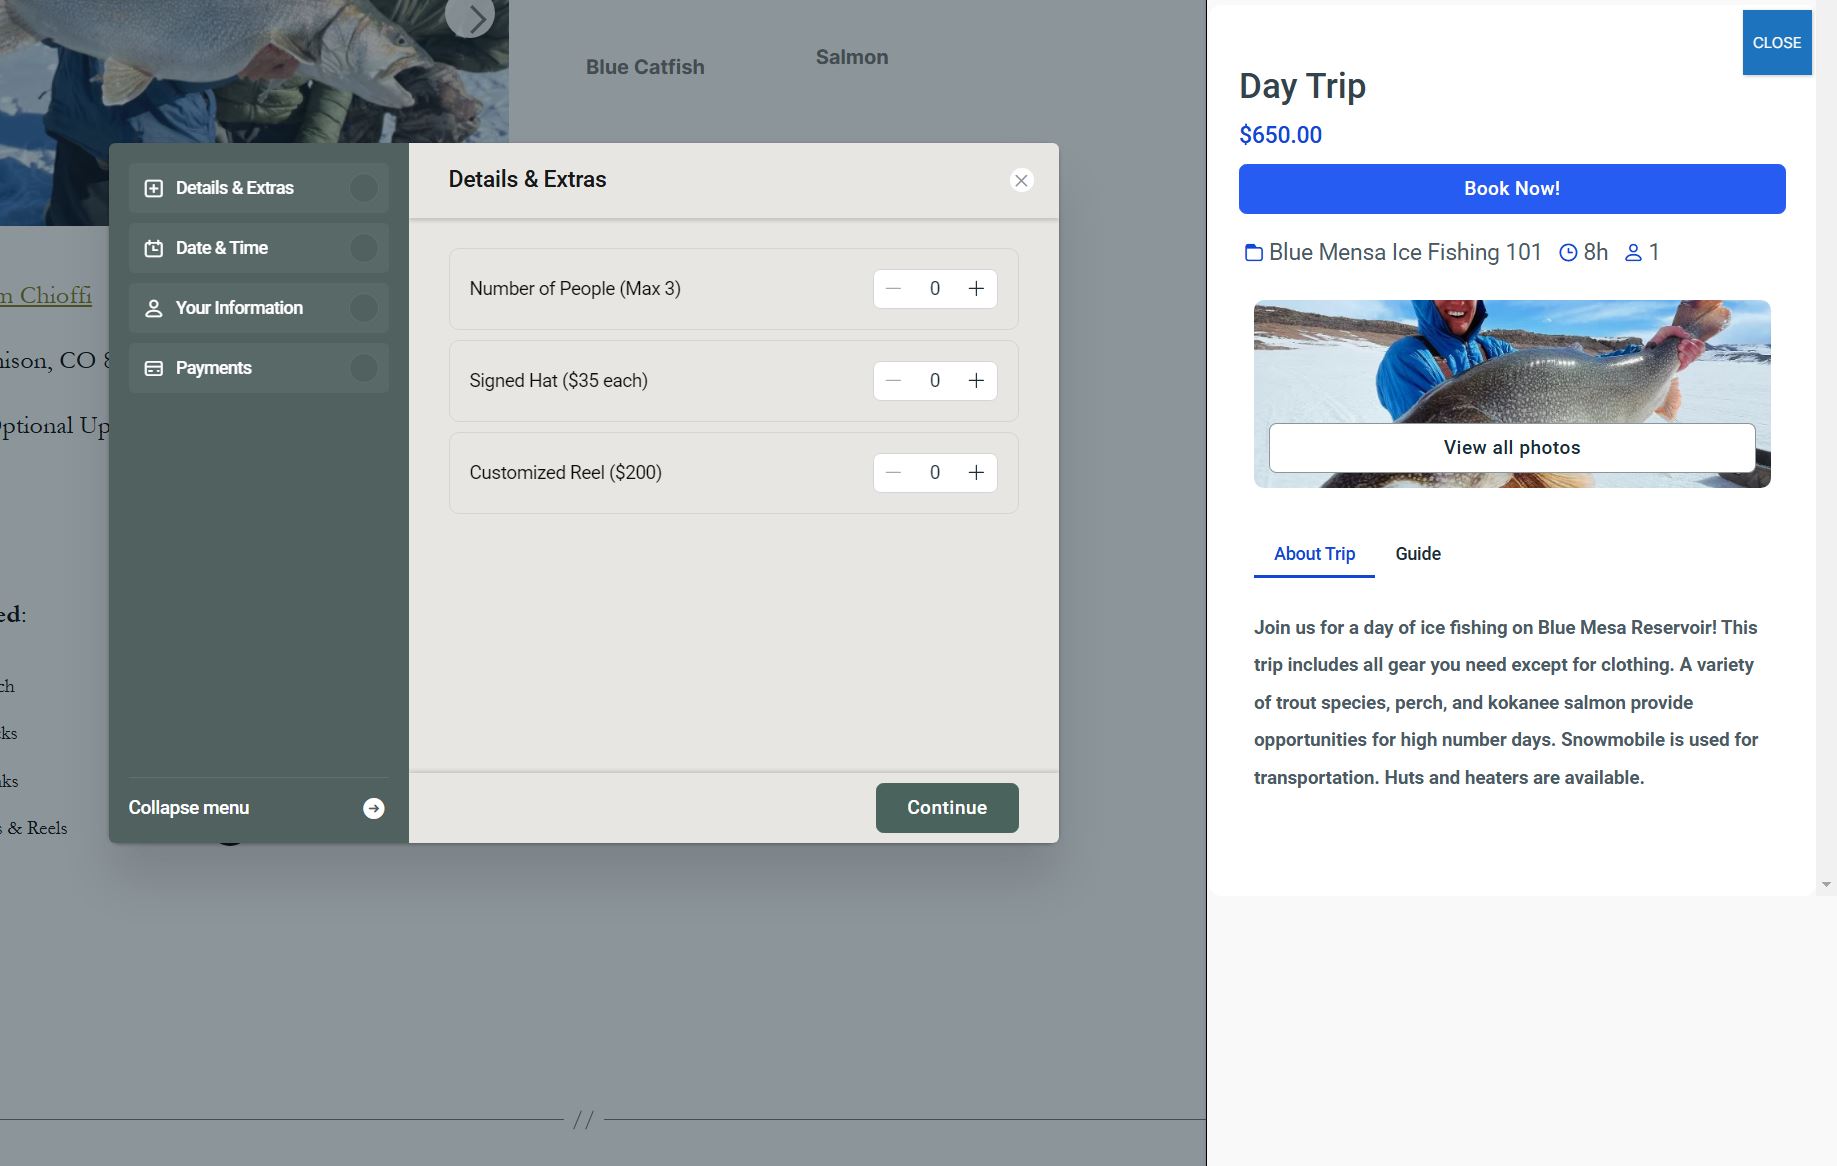 Blue Catfish
Salmon
m Chioffi
nison, CO 8
Optional Up
ed:
ch
cks
nks
s & Reels
//
Details & Extras
Date & Time
Your Information
Payments
Collapse menu
Details & Extras
Number of People (Max 3)
0
Signed Hat ($35 each)
0
Customized Reel ($200)
0
Continue
CLOSE
Day Trip
$650.00
Book Now!
Blue Mensa Ice Fishing 101 8h 1
View all photos
About Trip Guide
Join us for a day of ice fishing on Blue Mesa Reservoir! This
trip includes all gear you need except for clothing. A variety
of trout species, perch, and kokanee salmon provide
opportunities for high number days. Snowmobile is used for
transportation. Huts and heaters are available.